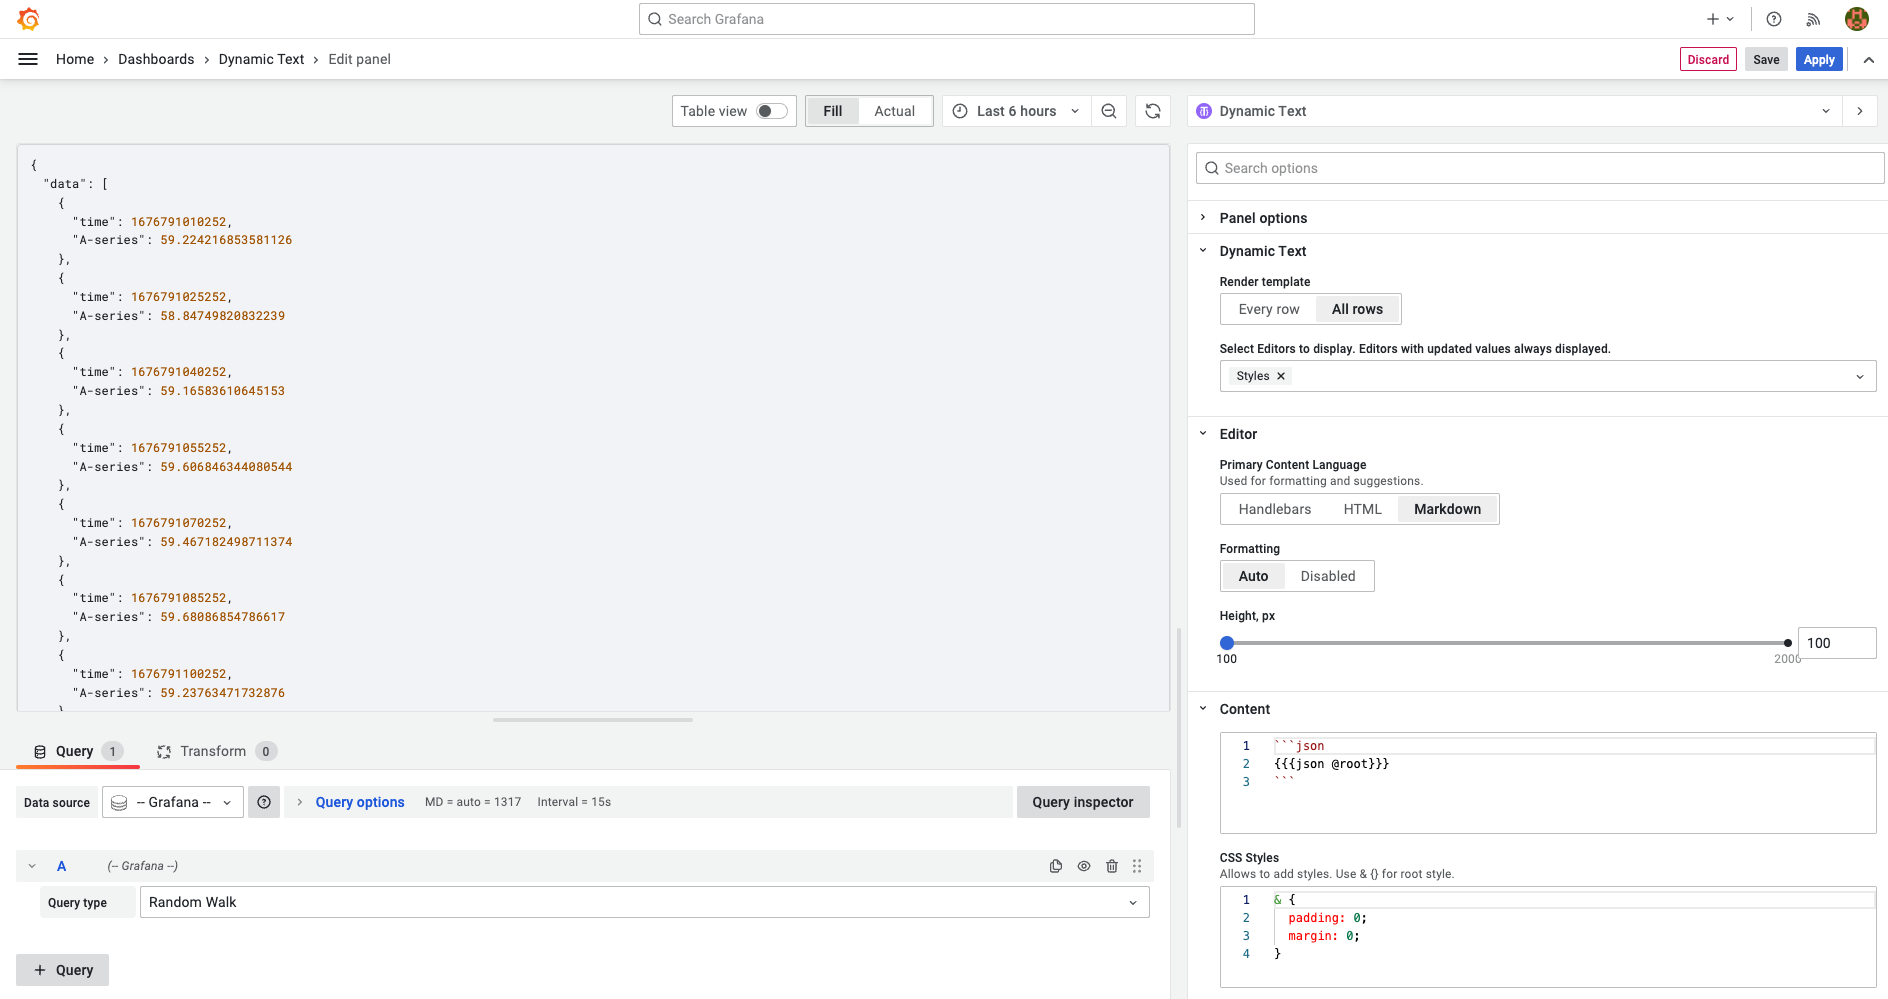 Search Grafana
Home › Dashboards › Dynamic Text › Edit panel
Discard Save Apply
Table view Fill Actual Last 6 hours
Dynamic Text
{
"data": [
{
"time": 1676791010252,
"A-series": 59.224216853581126
},
{
"time": 1676791025252,
"A-series": 58.84749820832239
},
{
"time": 1676791040252,
"A-series": 59.16583610645153
},
{
"time": 1676791055252,
"A-series": 59.606846344080544
},
{
"time": 1676791070252,
"A-series": 59.467182498711374
},
{
"time": 1676791085252,
"A-series": 59.68086854786617
},
{
"time": 1676791100252,
"A-series": 59.23763471732876
}
Query 1 Transform 0
Data source -- Grafana -- Query options MD = auto = 1317 Interval = 15s Query inspector
A (-- Grafana --)
Query type Random Walk
+ Query
Search options
Panel options
Dynamic Text
Render template
Every row All rows
Select Editors to display. Editors with updated values always displayed.
Styles ×
Editor
Primary Content Language
Used for formatting and suggestions.
Handlebars HTML Markdown
Formatting
Auto Disabled
Height, px
100
100 2000
Content
1 ```json
2 {{{json @root}}}
3 ```
CSS Styles
Allows to add styles. Use & {} for root style.
1 & {
2 padding: 0;
3 margin: 0;
4 }